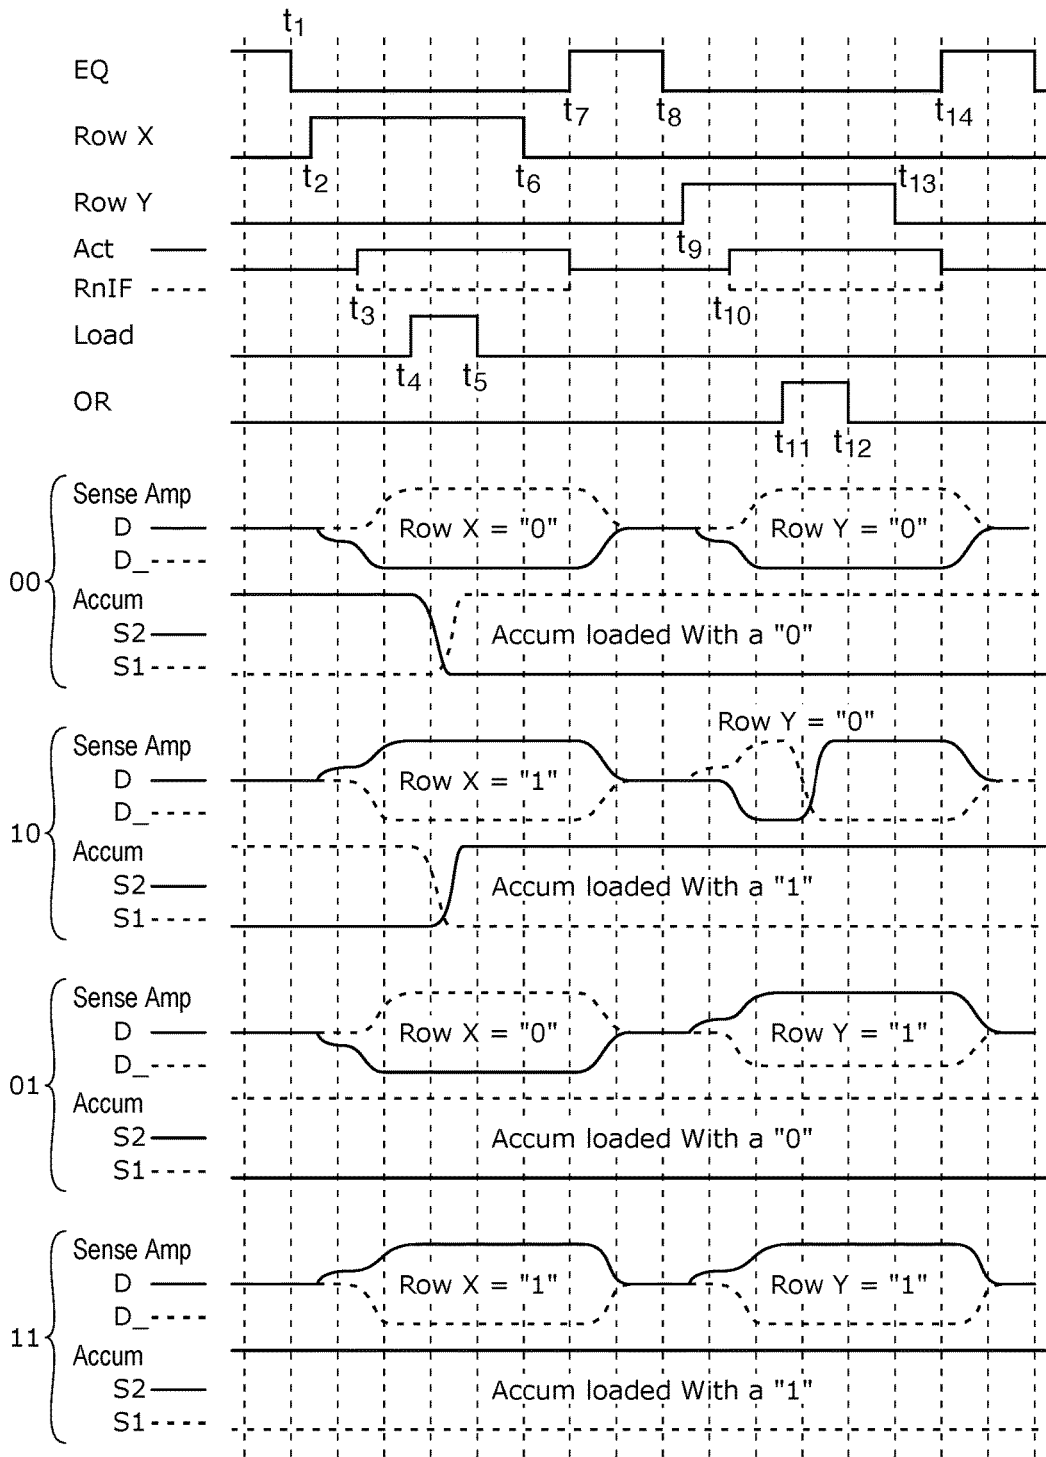 t1
EQ
t7
t8
t14
Row X
t2
t6
t13
Row Y
t9
Act
RnIF
t3
t10
Load
t4
t5
OR
t11
t12
00
Sense Amp
D
Row X = "0"
Row Y = "0"
D_
Accum
S2
Accum loaded With a "0"
S1
10
Row Y = "0"
Sense Amp
D
Row X = "1"
D_
Accum
S2
Accum loaded With a "1"
S1
01
Sense Amp
D
Row X = "0"
Row Y = "1"
D_
Accum
S2
Accum loaded With a "0"
S1
11
Sense Amp
D
Row X = "1"
Row Y = "1"
D_
Accum
S2
Accum loaded With a "1"
S1